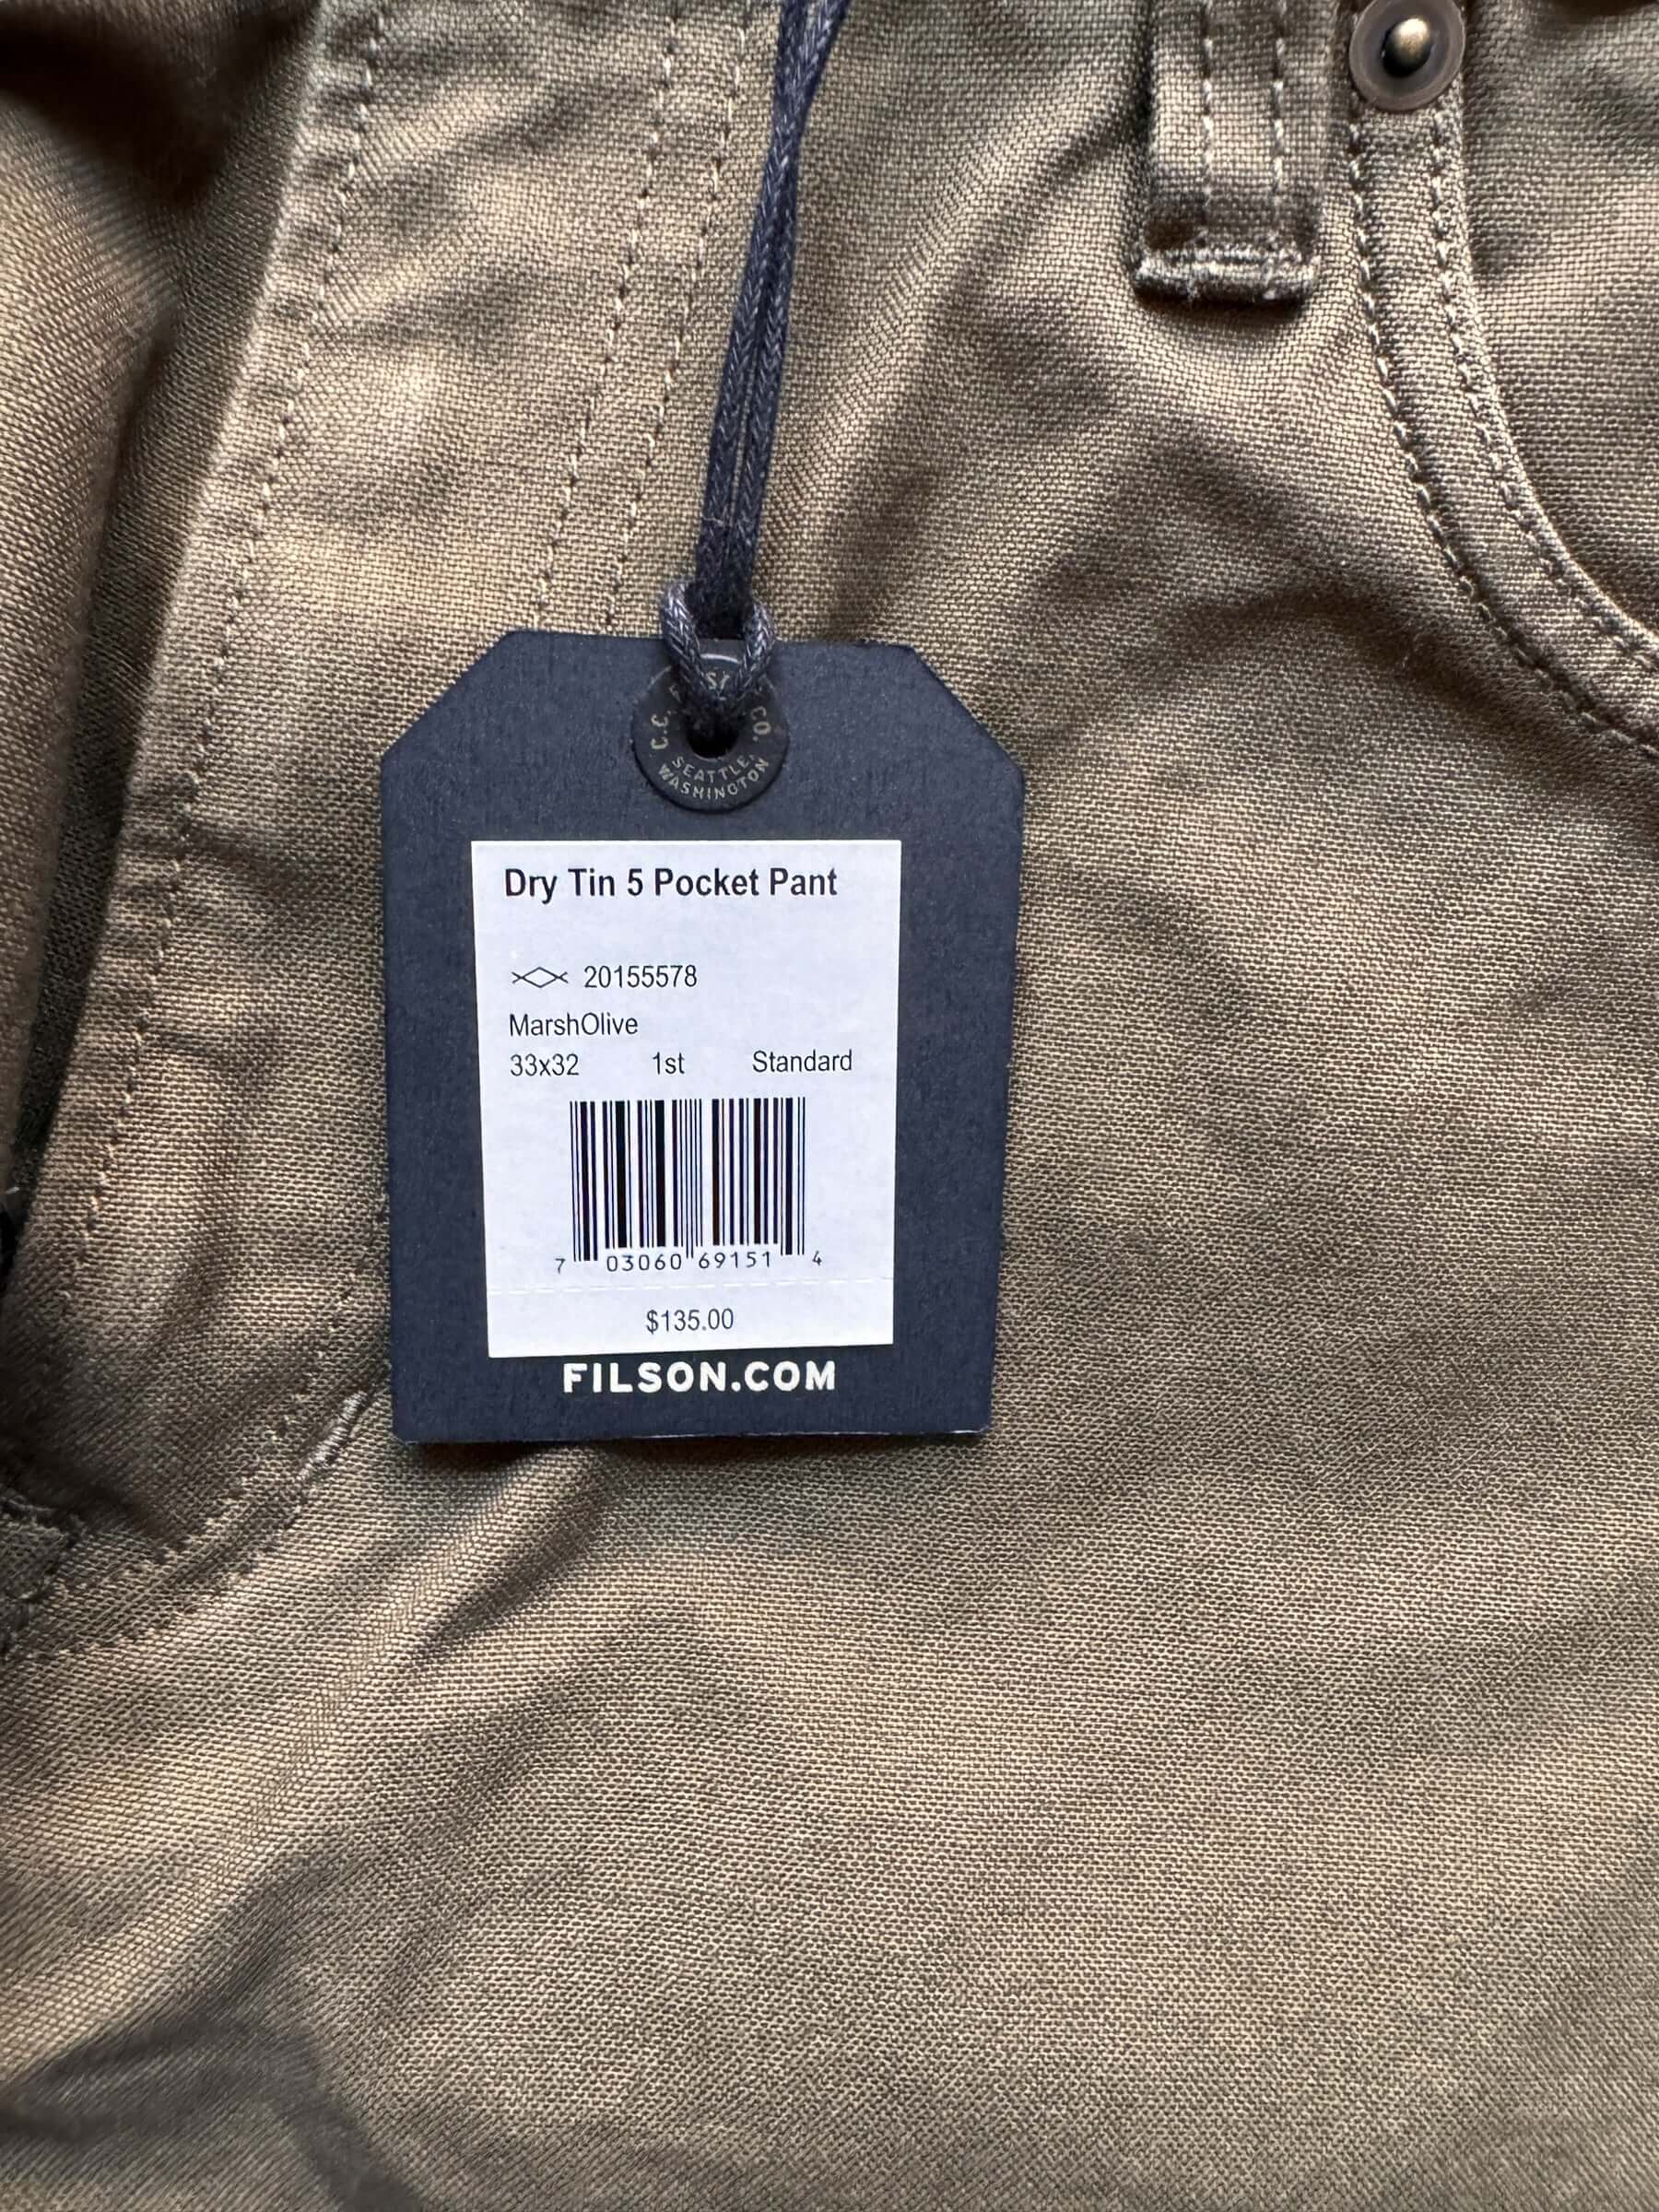 C.C. FILSON CO.
SEATTLE,
WASHINGTON
Dry Tin 5 Pocket Pant
20155578
MarshOlive
33x32 1st Standard
7 03060 69151 4
$135.00
FILSON.COM